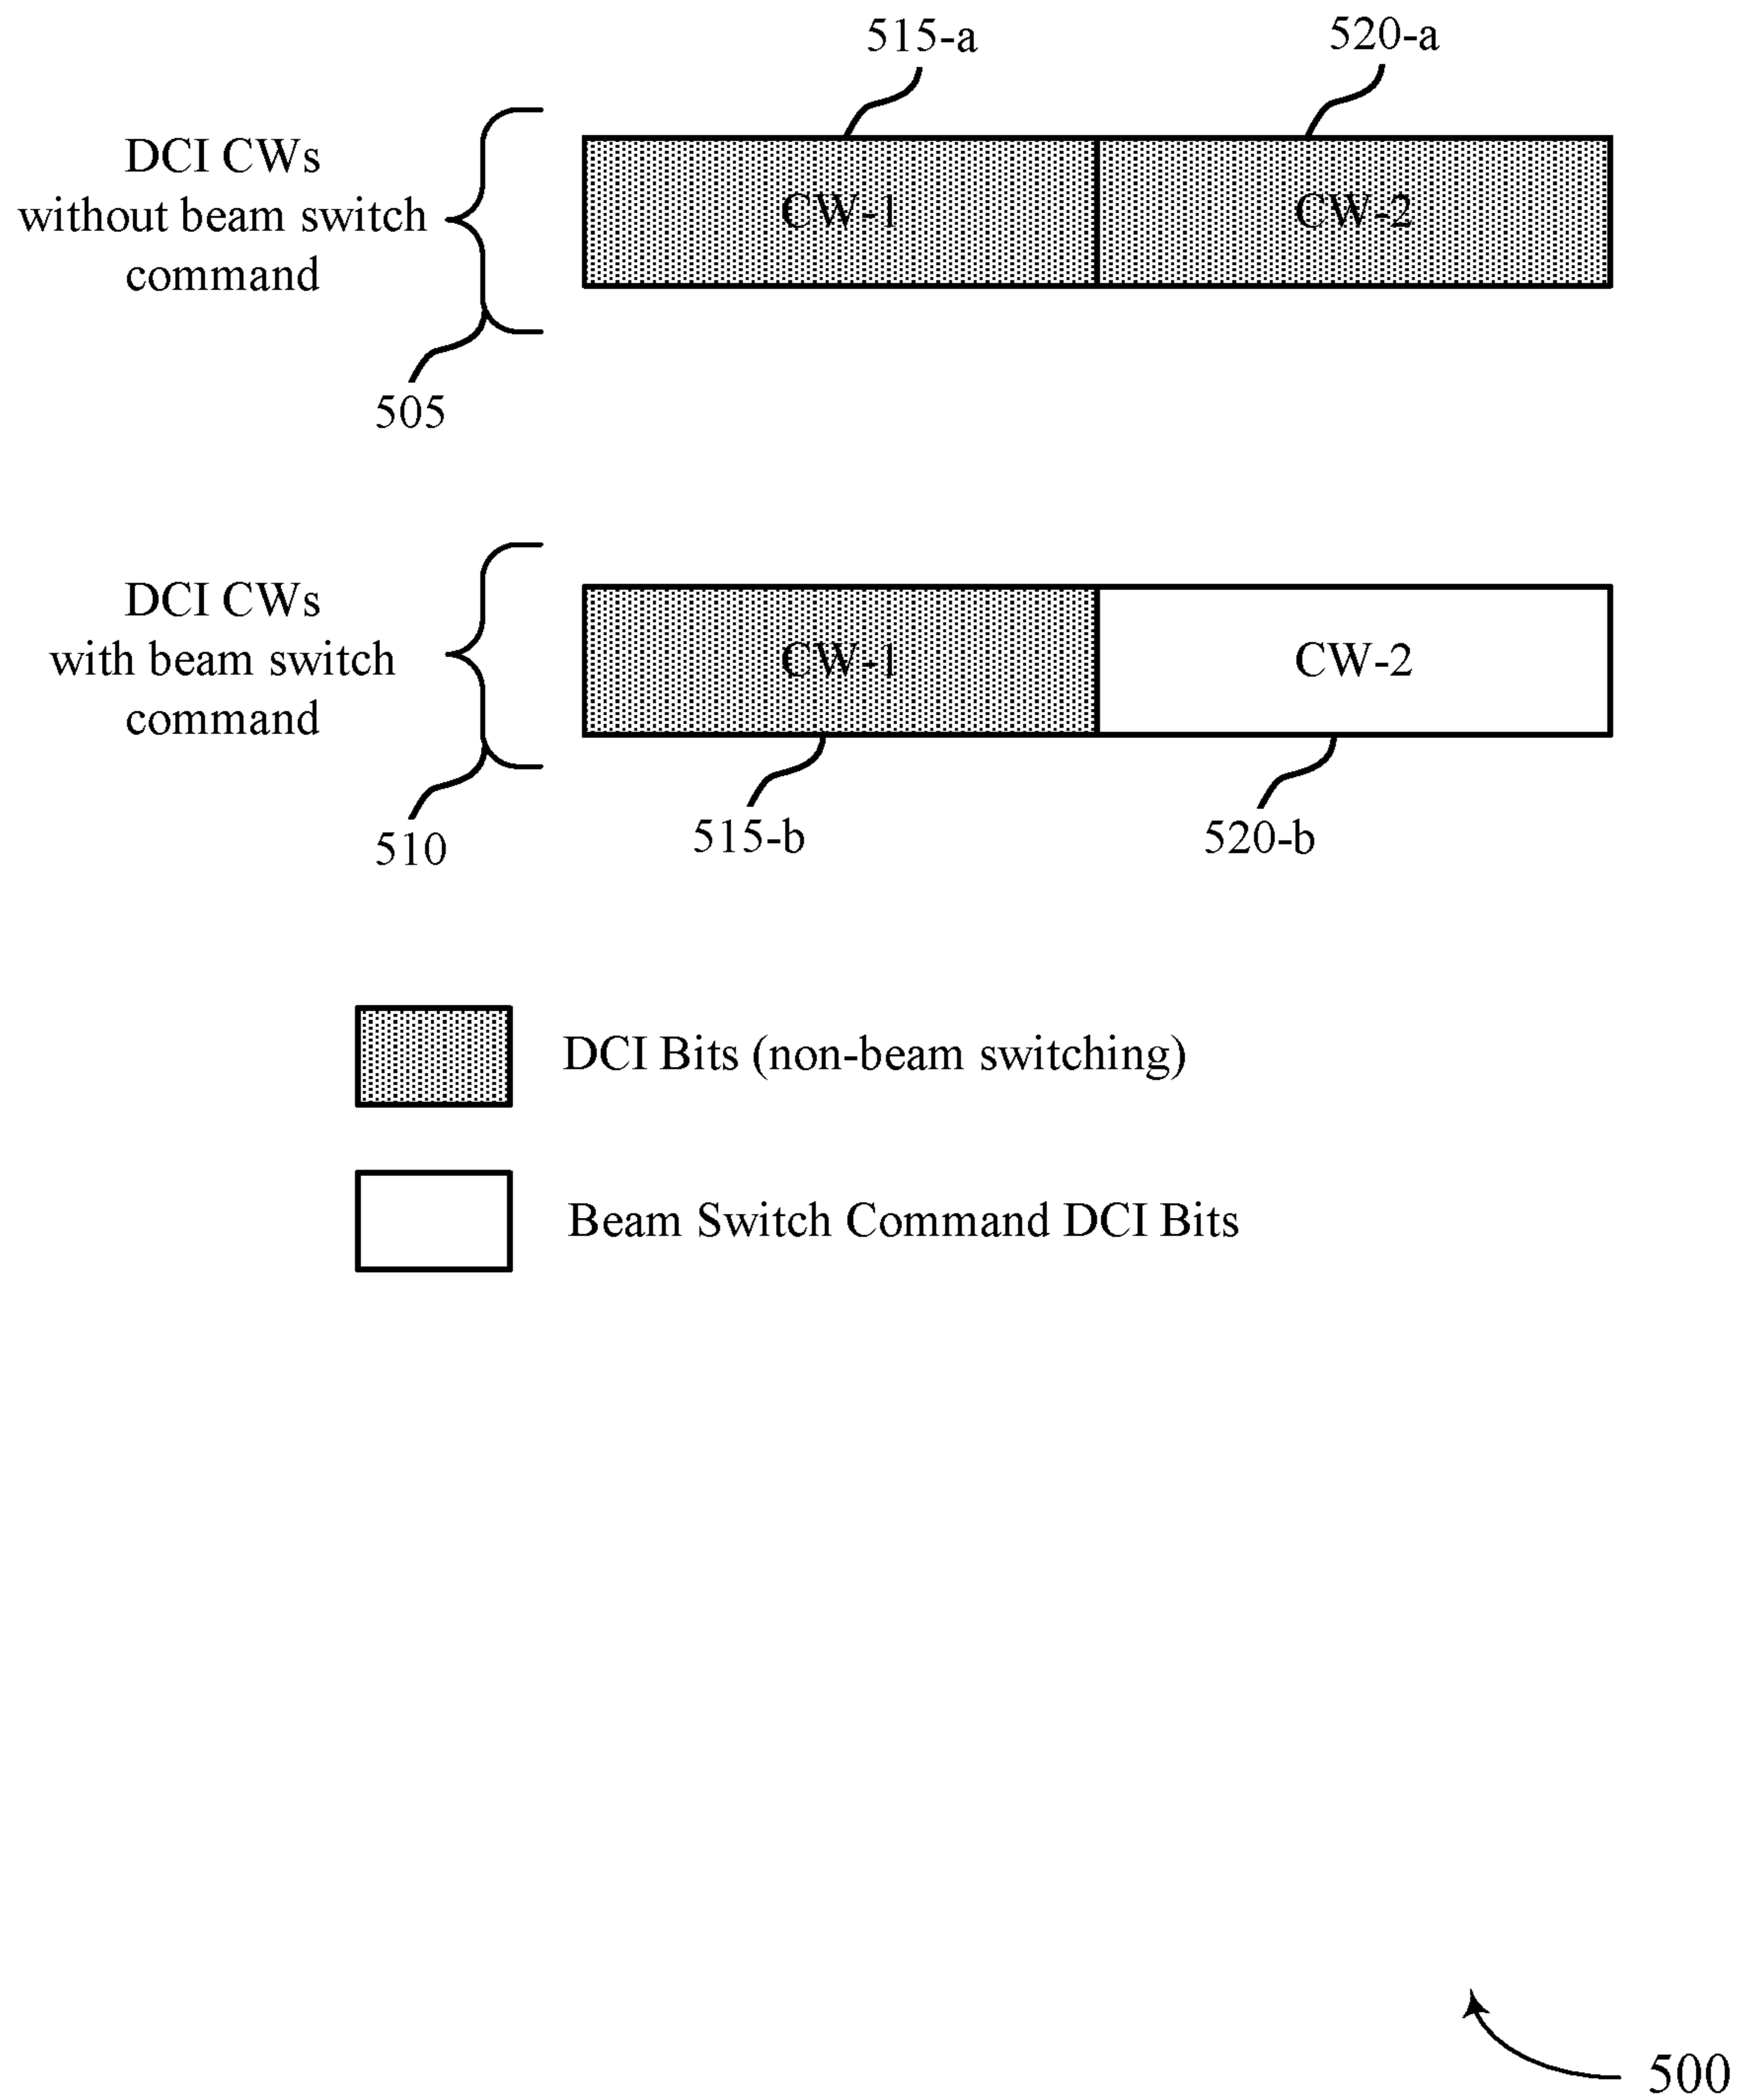 515-a
520-a
DCI CWs
without beam switch
command
CW-1
CW-2
505
DCI CWs
with beam switch
command
CW-1
CW-2
510
515-b
520-b
DCI Bits (non-beam switching)
Beam Switch Command DCI Bits
500